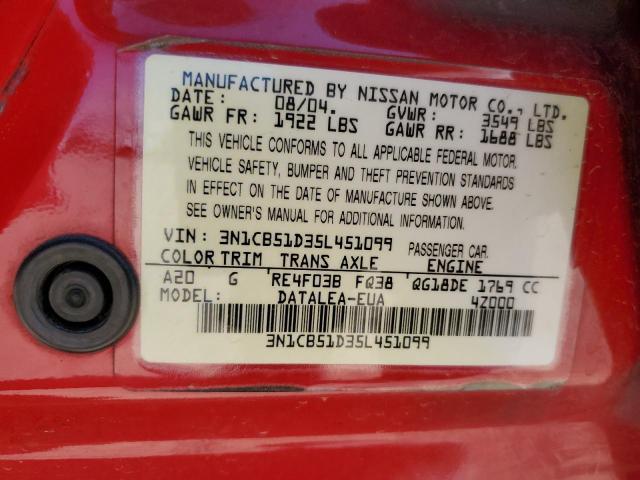 MANUFACTURED BY NISSAN MOTOR CO., LTD.
DATE: 08/04. GVWR: 3549 LBS
GAWR FR: 1922 LBS GAWR RR: 1688 LBS
THIS VEHICLE CONFORMS TO ALL APPLICABLE FEDERAL MOTOR
VEHICLE SAFETY, BUMPER AND THEFT PREVENTION STANDARDS
IN EFFECT ON THE DATE OF MANUFACTURE SHOWN ABOVE.
SEE OWNER'S MANUAL FOR ADDITIONAL INFORMATION.
VIN: 3N1CB51D35L451099 PASSENGER CAR.
COLOR TRIM TRANS AXLE ENGINE
A20 G 'RE4F03B FQ38 'QG18DE 1769 CC
MODEL: DATALEA-EUA 4Z000
3N1CB51D35L451099